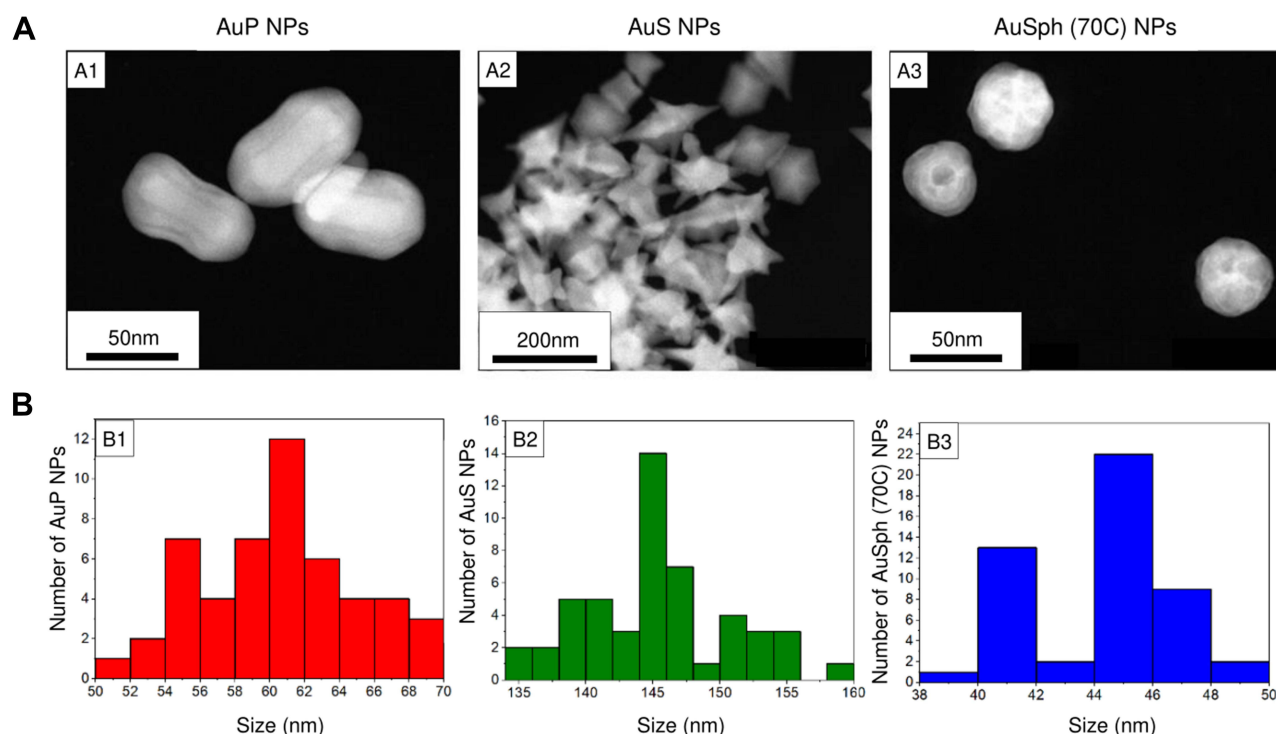 A
AuP NPs
AuS NPs
AuSph (70C) NPs
A1
A2
A3
50nm
200nm
50nm
B
B1
12
10
8
6
4
2
0
50 52 54 56 58 60 62 64 66 68 70
Number of AuP NPs
Size (nm)
B2
16
14
12
10
8
6
4
2
0
135 140 145 150 155 160
Number of AuS NPs
Size (nm)
B3
24
22
20
18
16
14
12
10
8
6
4
2
0
38 40 42 44 46 48 50
Number of AuSph (70C) NPs
Size (nm)